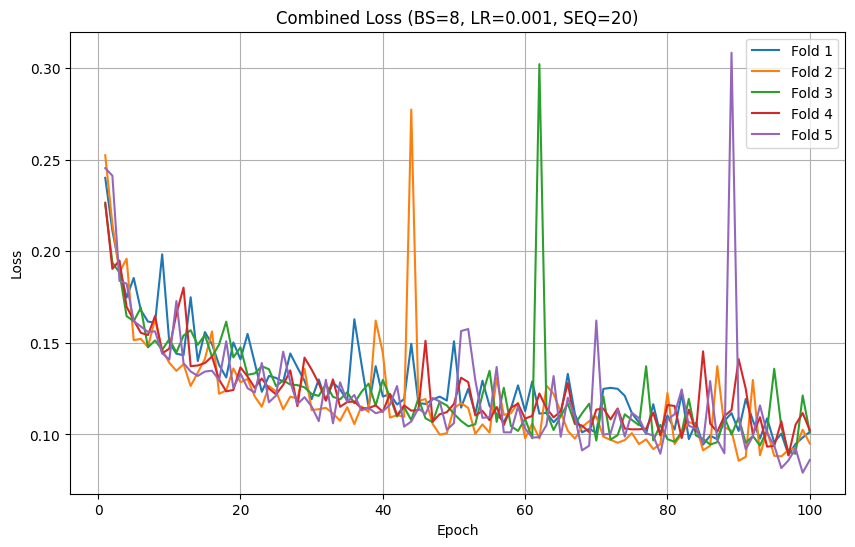 Combined Loss (BS=8, LR=0.001, SEQ=20)
Fold 1
Fold 2
Fold 3
Fold 4
Fold 5
0.30
0.25
0.20
0.15
0.10
Loss
0 20 40 60 80 100
Epoch